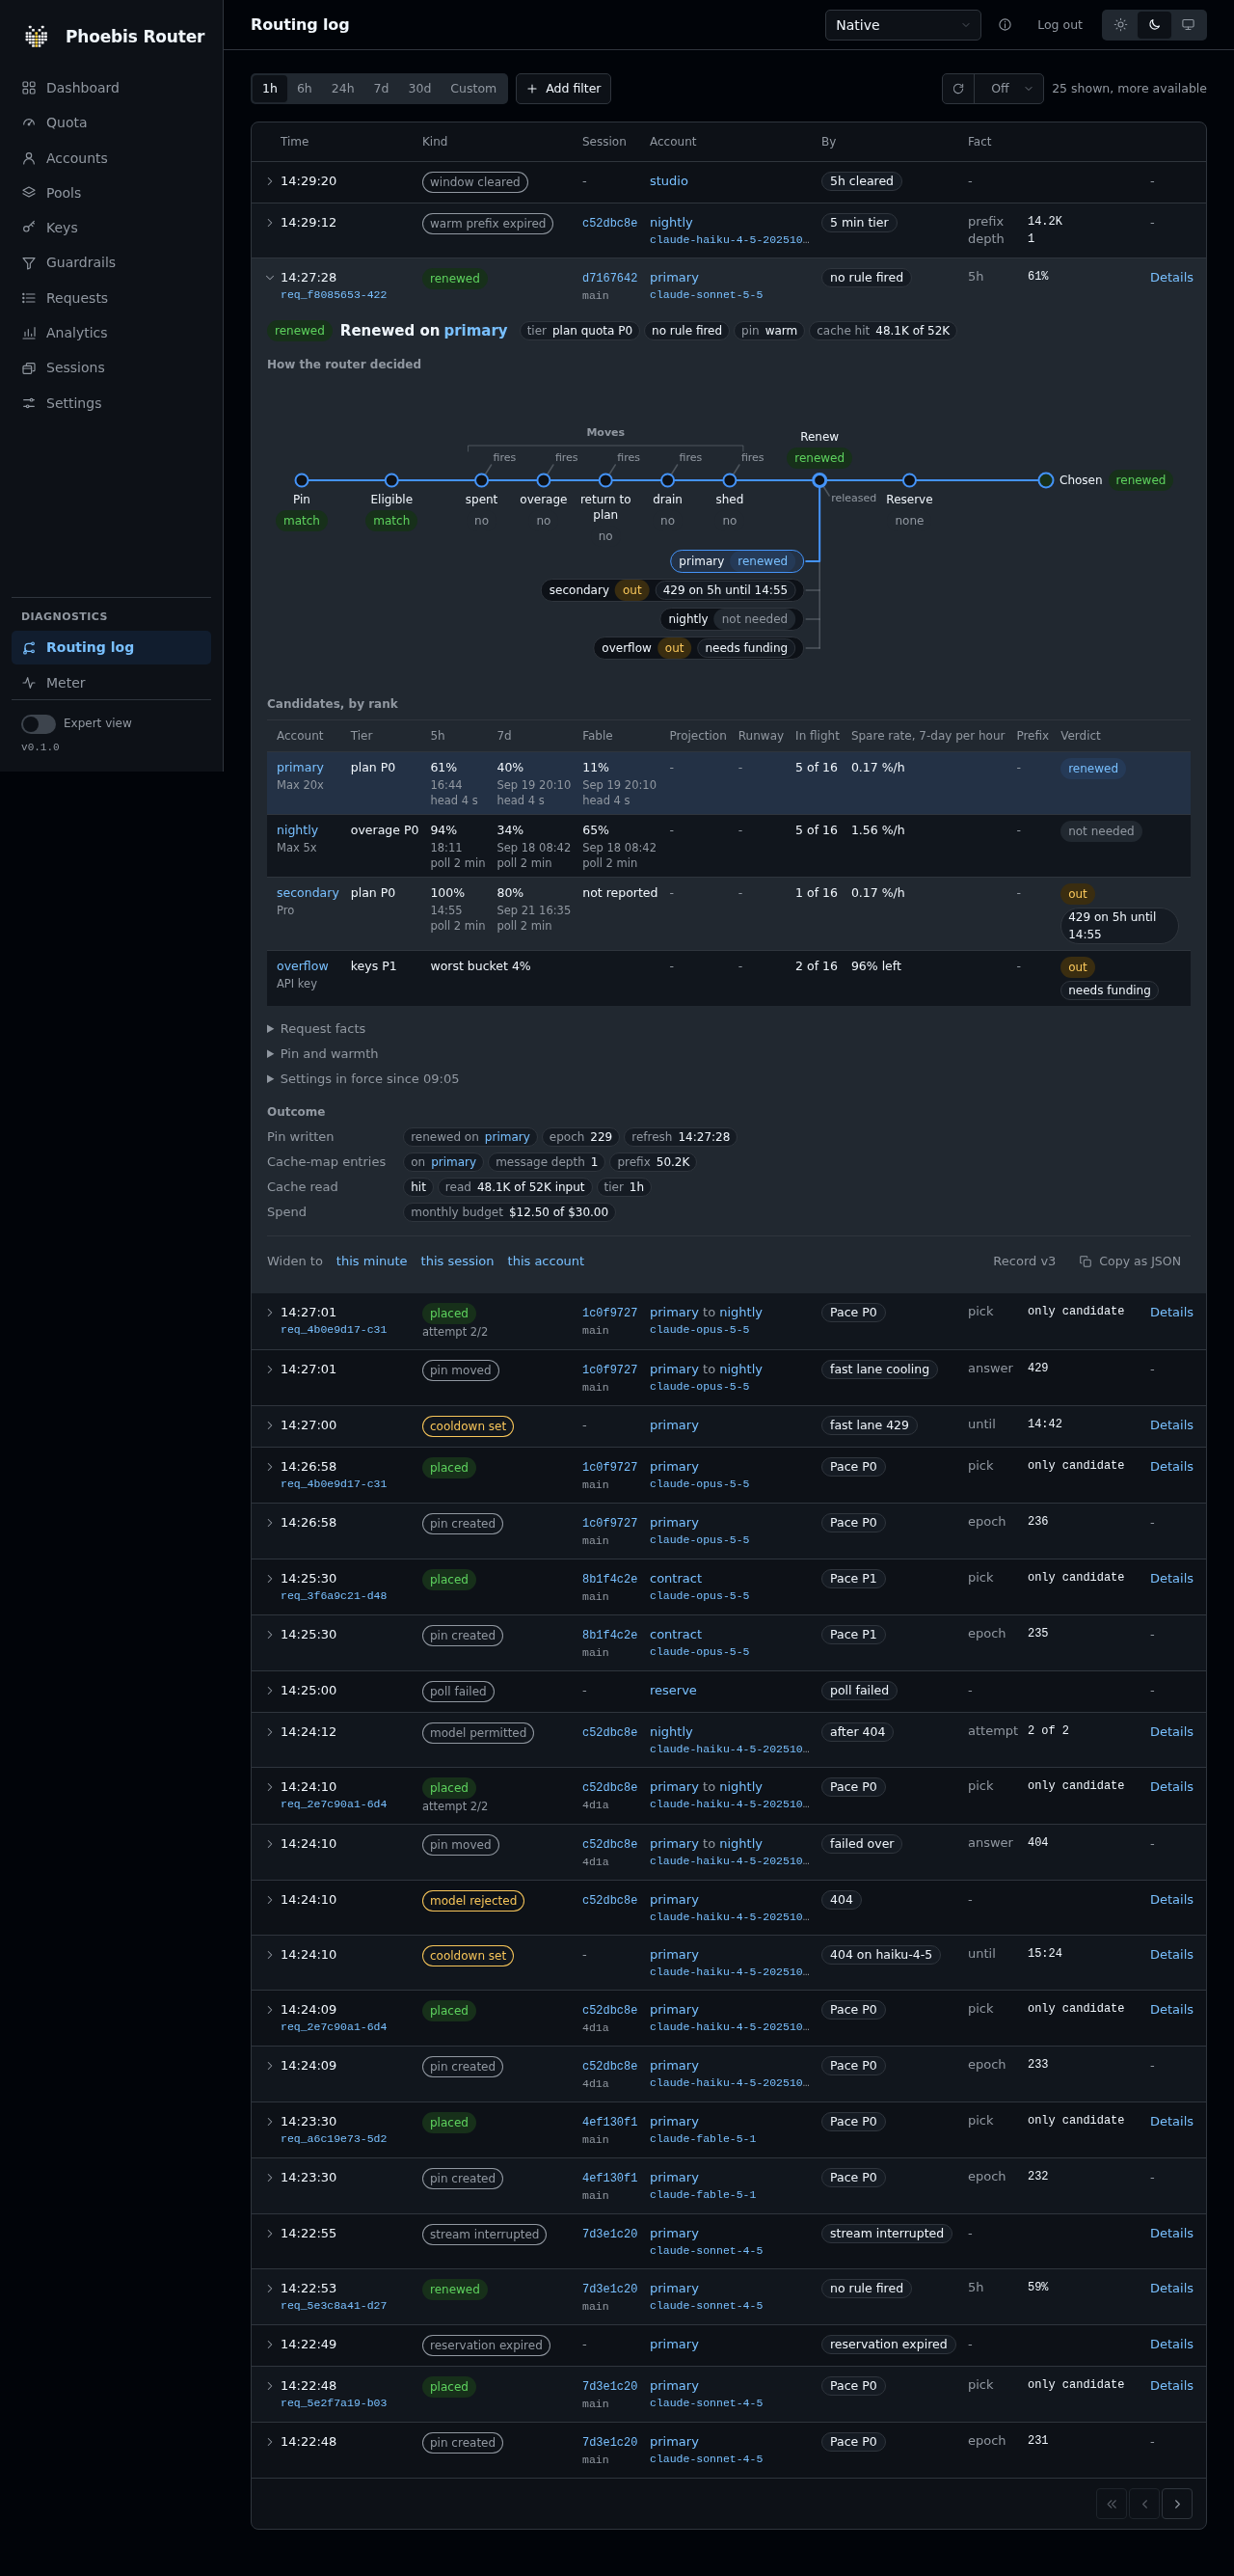 Phoebis Router
Dashboard
Quota
Accounts
Pools
Keys
Guardrails
Requests
Analytics
Sessions
Settings
DIAGNOSTICS
Routing log
Meter
Expert view
v0.1.0
Routing log
Native
Log out
1h 6h 24h 7d 30d Custom
Add filter
Off
25 shown, more available
Time Kind Session Account By Fact
14:29:20 window cleared - studio 5h cleared - -
14:29:12 warm prefix expired c52dbc8e nightly 5 min tier prefix 14.2K -
claude-haiku-4-5-202510… depth 1
14:27:28 renewed d7167642 primary no rule fired 5h 61% Details
req_f8085653-422 main claude-sonnet-5-5
renewed Renewed on primary tier plan quota P0 no rule fired pin warm cache hit 48.1K of 52K
How the router decided
Moves
Renew
fires fires fires fires fires renewed
Chosen renewed
Pin Eligible spent overage return to plan drain shed released Reserve
match match no no no no no none
primary renewed
secondary out 429 on 5h until 14:55
nightly not needed
overflow out needs funding
Candidates, by rank
Account Tier 5h 7d Fable Projection Runway In flight Spare rate, 7-day per hour Prefix Verdict
primary plan P0 61% 40% 11% - - 5 of 16 0.17 %/h - renewed
Max 20x 16:44 Sep 19 20:10 Sep 19 20:10
head 4 s head 4 s head 4 s
nightly overage P0 94% 34% 65% - - 5 of 16 1.56 %/h - not needed
Max 5x 18:11 Sep 18 08:42 Sep 18 08:42
poll 2 min poll 2 min poll 2 min
secondary plan P0 100% 80% not reported - - 1 of 16 0.17 %/h - out
Pro 14:55 Sep 21 16:35 429 on 5h until
poll 2 min poll 2 min 14:55
overflow keys P1 worst bucket 4% - - 2 of 16 96% left - out
API key needs funding
Request facts
Pin and warmth
Settings in force since 09:05
Outcome
Pin written renewed on primary epoch 229 refresh 14:27:28
Cache-map entries on primary message depth 1 prefix 50.2K
Cache read hit read 48.1K of 52K input tier 1h
Spend monthly budget $12.50 of $30.00
Widen to this minute this session this account Record v3 Copy as JSON
14:27:01 placed 1c0f9727 primary to nightly Pace P0 pick only candidate Details
req_4b0e9d17-c31 attempt 2/2 main claude-opus-5-5
14:27:01 pin moved 1c0f9727 primary to nightly fast lane cooling answer 429 -
main claude-opus-5-5
14:27:00 cooldown set - primary fast lane 429 until 14:42 Details
14:26:58 placed 1c0f9727 primary Pace P0 pick only candidate Details
req_4b0e9d17-c31 main claude-opus-5-5
14:26:58 pin created 1c0f9727 primary Pace P0 epoch 236 -
main claude-opus-5-5
14:25:30 placed 8b1f4c2e contract Pace P1 pick only candidate Details
req_3f6a9c21-d48 main claude-opus-5-5
14:25:30 pin created 8b1f4c2e contract Pace P1 epoch 235 -
main claude-opus-5-5
14:25:00 poll failed - reserve poll failed - -
14:24:12 model permitted c52dbc8e nightly after 404 attempt 2 of 2 Details
claude-haiku-4-5-202510…
14:24:10 placed c52dbc8e primary to nightly Pace P0 pick only candidate Details
req_2e7c90a1-6d4 attempt 2/2 4d1a claude-haiku-4-5-202510…
14:24:10 pin moved c52dbc8e primary to nightly failed over answer 404 -
4d1a claude-haiku-4-5-202510…
14:24:10 model rejected c52dbc8e primary 404 - Details
claude-haiku-4-5-202510…
14:24:10 cooldown set - primary 404 on haiku-4-5 until 15:24 Details
claude-haiku-4-5-202510…
14:24:09 placed c52dbc8e primary Pace P0 pick only candidate Details
req_2e7c90a1-6d4 4d1a claude-haiku-4-5-202510…
14:24:09 pin created c52dbc8e primary Pace P0 epoch 233 -
4d1a claude-haiku-4-5-202510…
14:23:30 placed 4ef130f1 primary Pace P0 pick only candidate Details
req_a6c19e73-5d2 main claude-fable-5-1
14:23:30 pin created 4ef130f1 primary Pace P0 epoch 232 -
main claude-fable-5-1
14:22:55 stream interrupted 7d3e1c20 primary stream interrupted - Details
claude-sonnet-4-5
14:22:53 renewed 7d3e1c20 primary no rule fired 5h 59% Details
req_5e3c8a41-d27 main claude-sonnet-4-5
14:22:49 reservation expired - primary reservation expired - Details
14:22:48 placed 7d3e1c20 primary Pace P0 pick only candidate Details
req_5e2f7a19-b03 main claude-sonnet-4-5
14:22:48 pin created 7d3e1c20 primary Pace P0 epoch 231 -
main claude-sonnet-4-5